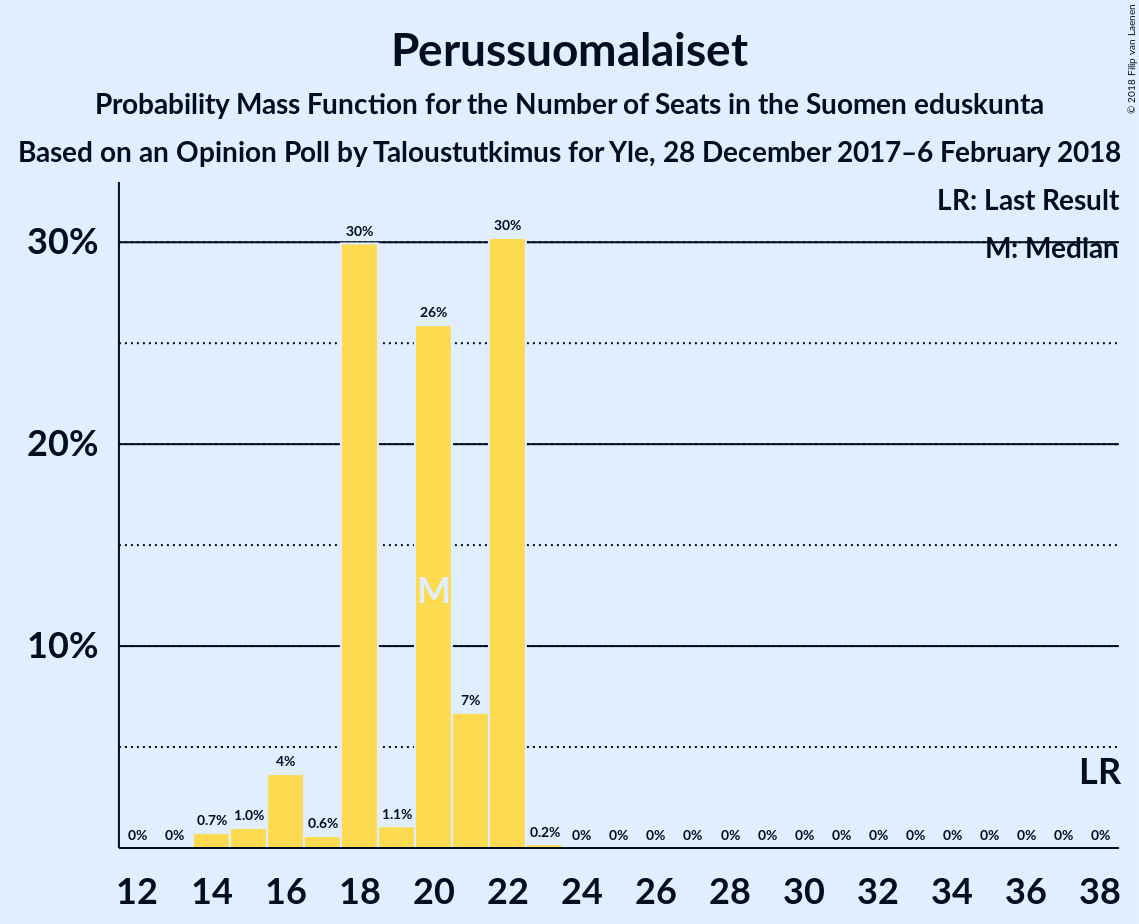 Perussuomalaiset
Probability Mass Function for the Number of Seats in the Suomen eduskunta
Based on an Opinion Poll by Taloustutkimus for Yle, 28 December 2017–6 February 2018
© 2018 Filip van Laenen
LR: Last Result
M: Median
30%
20%
10%
0% 0% 0.7% 1.0% 4% 0.6% 30% 1.1% 26% 7% 30% 0.2% 0% 0% 0% 0% 0% 0% 0% 0% 0% 0% 0% 0% 0% 0% 0%
M
LR
12 14 16 18 20 22 24 26 28 30 32 34 36 38